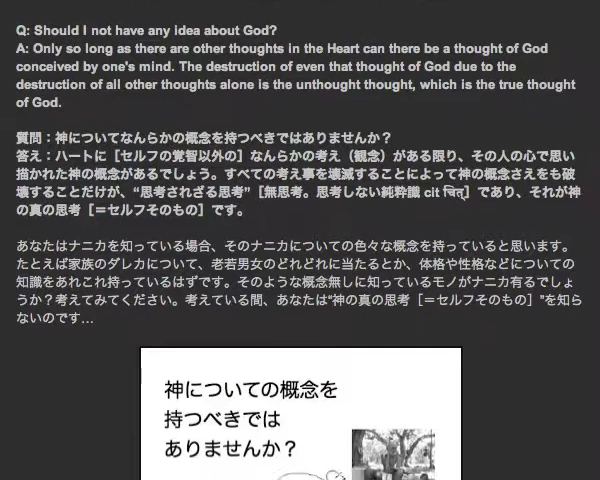 Q: Should I not have any idea about God?
A: Only so long as there are other thoughts in the Heart can there be a thought of God
conceived by one's mind. The destruction of even that thought of God due to the
destruction of all other thoughts alone is the unthought thought, which is the true thought
of God.
質問：神についてなんらかの概念を持つべきではありませんか？
答え：ハートに［セルフの覚智以外の］なんらかの考え（観念）がある限り、その人の心で思い
描かれた神の概念があるでしょう。すべての考え事を壊滅することによって神の概念さえをも破
壊することだけが、“思考されざる思考”［無思考。思考しない純粋識 cit चित्］であり、それが神
の真の思考［＝セルフそのもの］です。
あなたはナニカを知っている場合、そのナニカについての色々な概念を持っていると思います。
たとえば家族のダレカについて、老若男女のどれどれに当たるとか、体格や性格などについての
知識をあれこれ持っているはずです。そのような概念無しに知っているモノがナニカ有るでしょ
うか？考えてみてください。考えている間、あなたは“神の真の思考［＝セルフそのもの］”を知ら
ないのです…
神についての概念を
持つべきでは
ありませんか？